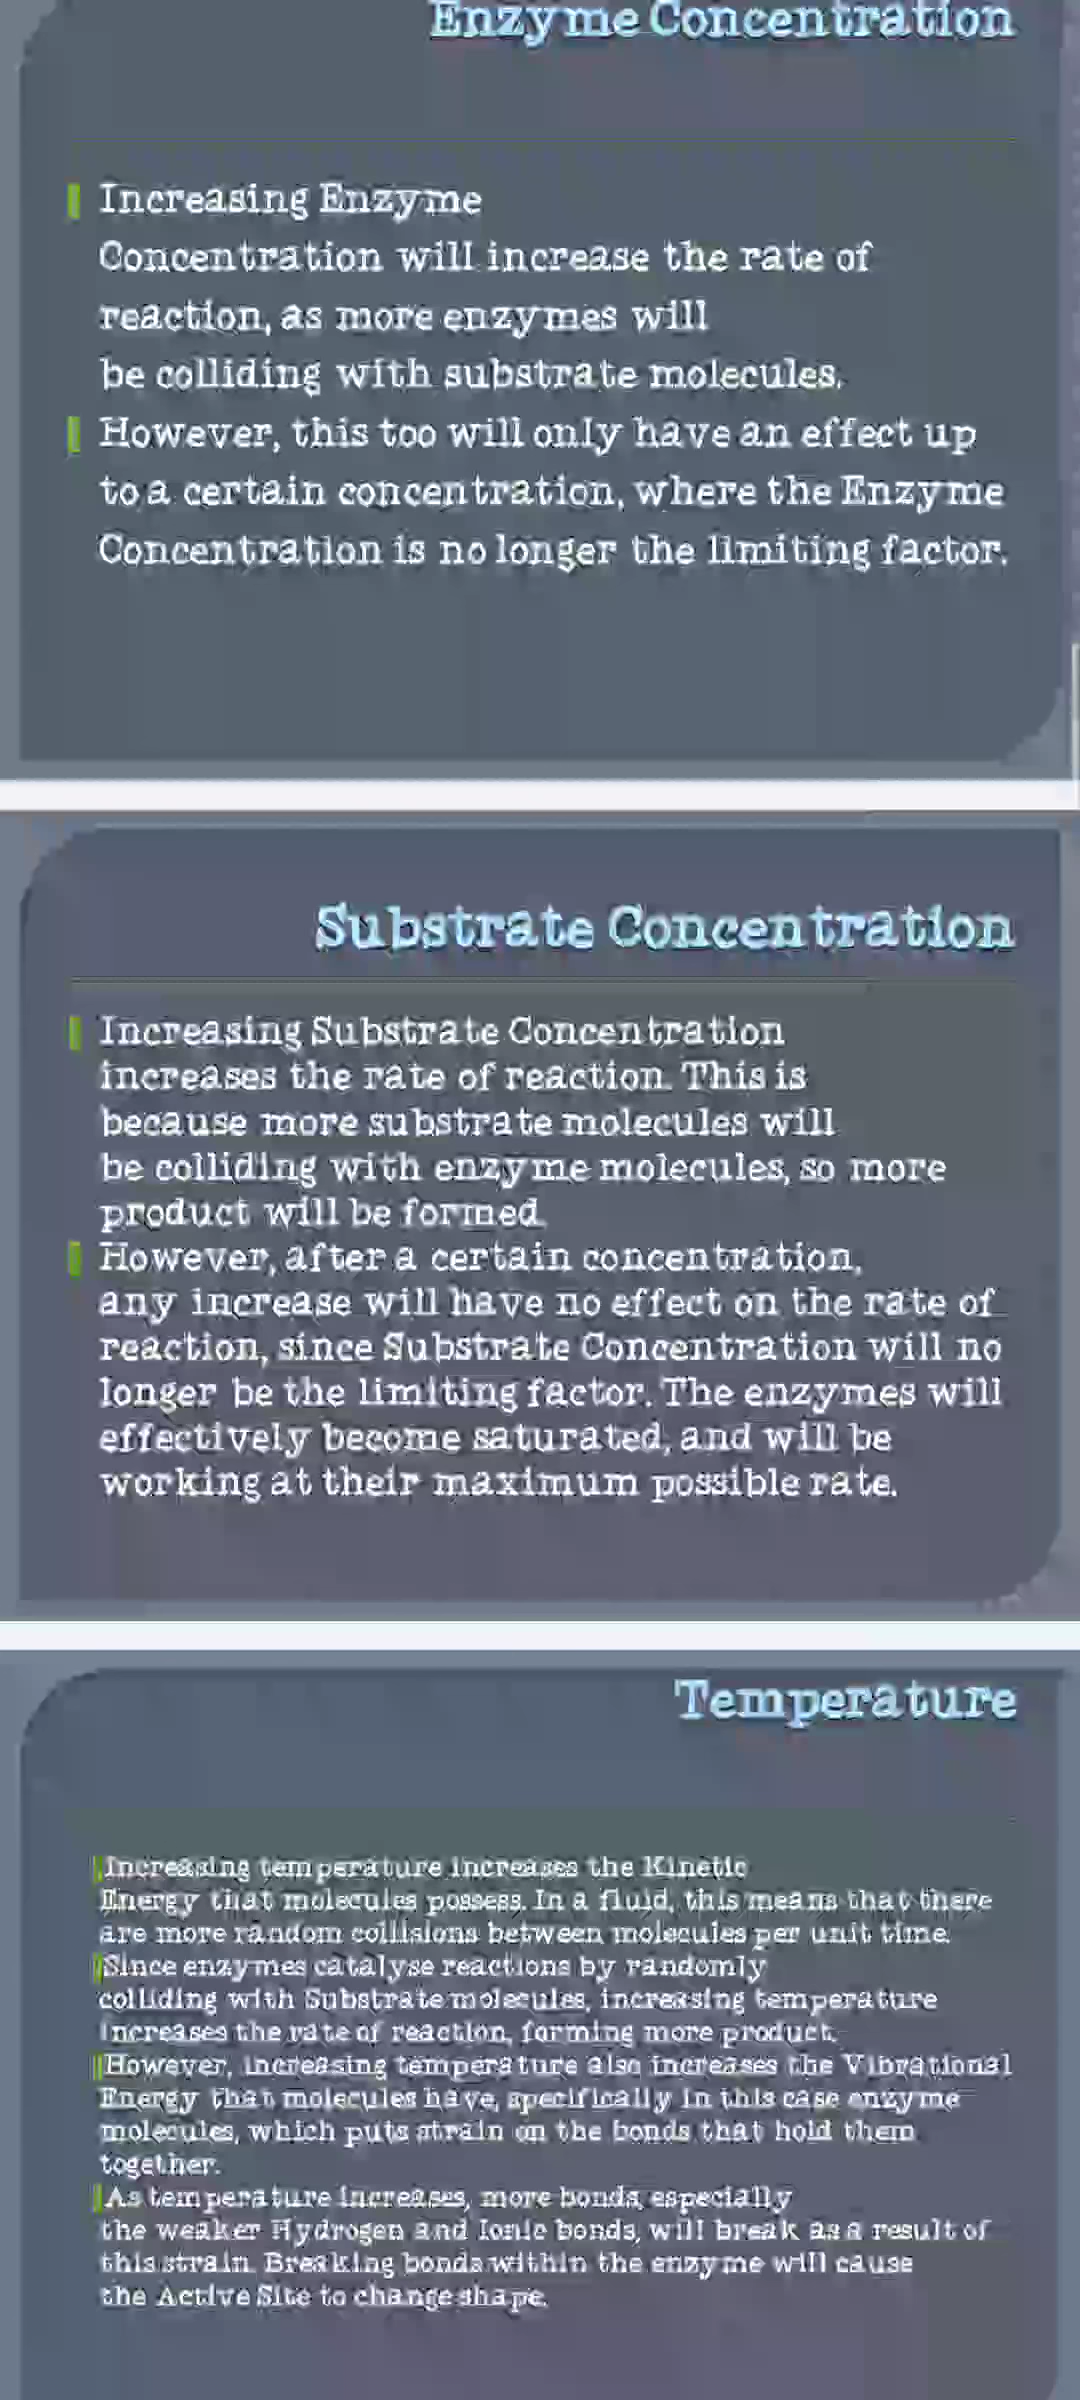 Enzyme Concentration
Increasing Enzyme
Concentration will increase the rate of
reaction, as more enzymes will
be colliding with substrate molecules.
However, this too will only have an effect up
to a certain concentration, where the Enzyme
Concentration is no longer the limiting factor.
Substrate Concentration
Increasing Substrate Concentration
increases the rate of reaction. This is
because more substrate molecules will
be colliding with enzyme molecules, so more
product will be formed.
However, after a certain concentration,
any increase will have no effect on the rate of
reaction, since Substrate Concentration will no
longer be the limiting factor. The enzymes will
effectively become saturated, and will be
working at their maximum possible rate.
Temperature
Increasing temperature increases the Kinetic
Energy that molecules possess. In a fluid, this means that there
are more random collisions between molecules per unit time.
Since enzymes catalyse reactions by randomly
colliding with Substrate molecules, increasing temperature
increases the rate of reaction, forming more product.
However, increasing temperature also increases the Vibrational
Energy that molecules have, specifically in this case enzyme
molecules, which puts strain on the bonds that hold them
together.
As temperature increases, more bonds, especially
the weaker Hydrogen and Ionic bonds, will break as a result of
this strain. Breaking bonds within the enzyme will cause
the Active Site to change shape.